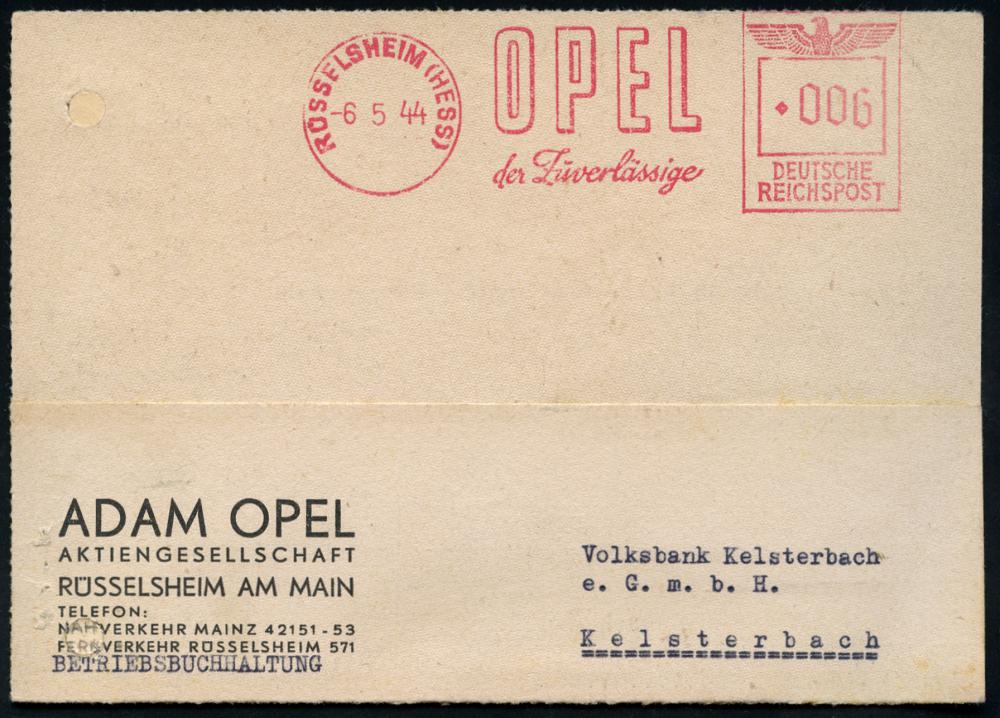 RÜSSELSHEIM (HESS)
-6 5 44
OPEL
der Zuverlässige
006
DEUTSCHE
REICHSPOST
ADAM OPEL
AKTIENGESELLSCHAFT
RÜSSELSHEIM AM MAIN
TELEFON:
NAHVERKEHR MAINZ 42151-53
FERNVERKEHR RÜSSELSHEIM 571
BETRIEBSBUCHHALTUNG
Volksbank Kelsterbach
e. G. m. b. H.
Kelsterbach